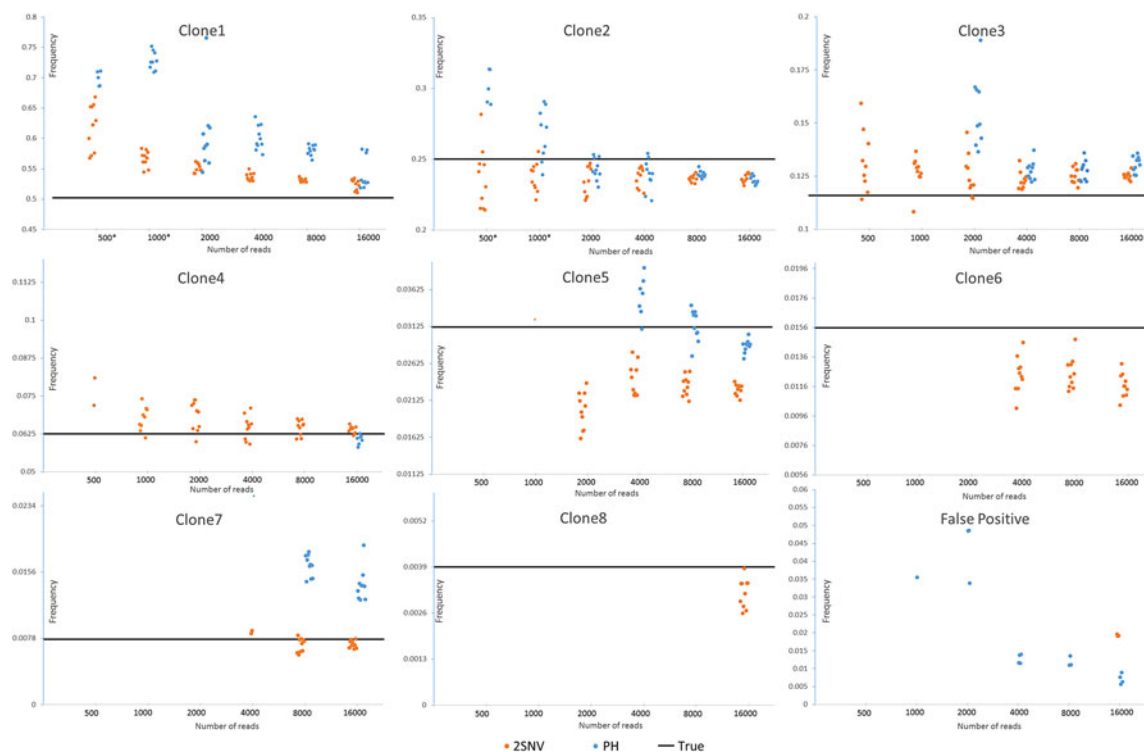 Clone1
Frequency
0.8
0.75
0.7
0.65
0.6
0.55
0.5
0.45
500* 1000* 2000 4000 8000 16000
Number of reads
Clone2
Frequency
0.35
0.3
0.25
0.2
500* 1000* 2000 4000 8000 16000
Number of reads
Clone3
Frequency
0.2
0.175
0.15
0.125
0.1
500 1000 2000 4000 8000 16000
Number of reads
Clone4
Frequency
0.1125
0.1
0.0875
0.075
0.0625
0.05
500 1000 2000 4000 8000 16000
Number of reads
Clone5
Frequency
0.03625
0.03125
0.02625
0.02125
0.01625
0.01125
500 1000 2000 4000 8000 16000
Number of reads
Clone6
Frequency
0.0196
0.0176
0.0156
0.0136
0.0116
0.0096
0.0076
0.0056
500 1000 2000 4000 8000 16000
Number of reads
Clone7
Frequency
0.0234
0.0156
0.0078
0
500 1000 2000 4000 8000 16000
Number of reads
Clone8
Frequency
0.0052
0.0039
0.0026
0.0013
0
500 1000 2000 4000 8000 16000
Number of reads
False Positive
Frequency
0.06
0.05
0.045
0.04
0.035
0.03
0.025
0.02
0.015
0.01
0.005
0
500 1000 2000 4000 8000 16000
Number of reads
2SNV PH True